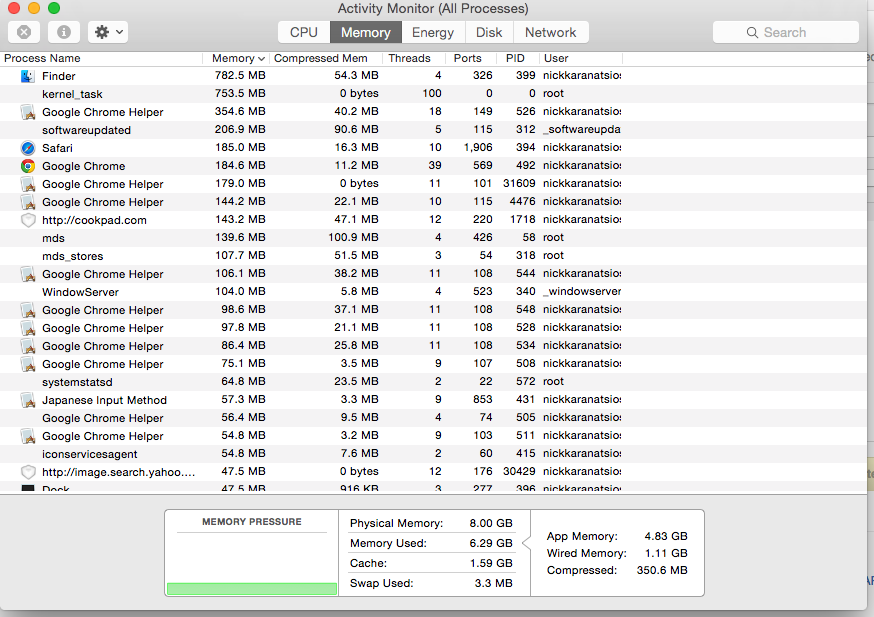 Activity Monitor (All Processes)
CPU Memory Energy Disk Network Search
Process Name Memory Compressed Mem Threads Ports PID User
Finder 782.5 MB 54.3 MB 4 326 399 nickkaranatsios
kernel_task 753.5 MB 0 bytes 100 0 0 root
Google Chrome Helper 354.6 MB 40.2 MB 18 149 526 nickkaranatsios
softwareupdated 206.9 MB 90.6 MB 5 115 312 _softwareupda
Safari 185.0 MB 16.3 MB 10 1,906 394 nickkaranatsios
Google Chrome 184.6 MB 11.2 MB 39 569 492 nickkaranatsios
Google Chrome Helper 179.0 MB 0 bytes 11 101 31609 nickkaranatsios
Google Chrome Helper 144.2 MB 22.1 MB 10 115 4476 nickkaranatsios
http://cookpad.com 143.2 MB 47.1 MB 12 220 1718 nickkaranatsios
mds 139.6 MB 100.9 MB 4 426 58 root
mds_stores 107.7 MB 51.5 MB 3 54 318 root
Google Chrome Helper 106.1 MB 38.2 MB 11 108 544 nickkaranatsios
WindowServer 104.0 MB 5.8 MB 4 523 340 _windowserver
Google Chrome Helper 98.6 MB 37.1 MB 11 108 548 nickkaranatsios
Google Chrome Helper 97.8 MB 21.1 MB 11 108 528 nickkaranatsios
Google Chrome Helper 86.4 MB 25.8 MB 11 108 534 nickkaranatsios
Google Chrome Helper 75.1 MB 3.5 MB 9 107 508 nickkaranatsios
systemstatsd 64.8 MB 23.5 MB 2 22 572 root
Japanese Input Method 57.3 MB 3.3 MB 9 853 431 nickkaranatsios
Google Chrome Helper 56.4 MB 9.5 MB 4 74 505 nickkaranatsios
Google Chrome Helper 54.8 MB 3.2 MB 9 103 511 nickkaranatsios
iconservicesagent 54.8 MB 7.6 MB 2 60 415 nickkaranatsios
http://image.search.yahoo.... 47.5 MB 0 bytes 12 176 30429 nickkaranatsios
Dock 47.5 MB 916 KB 3 277 396 nickkaranatsios
MEMORY PRESSURE
Physical Memory: 8.00 GB
Memory Used: 6.29 GB
Cache: 1.59 GB
Swap Used: 3.3 MB
App Memory: 4.83 GB
Wired Memory: 1.11 GB
Compressed: 350.6 MB